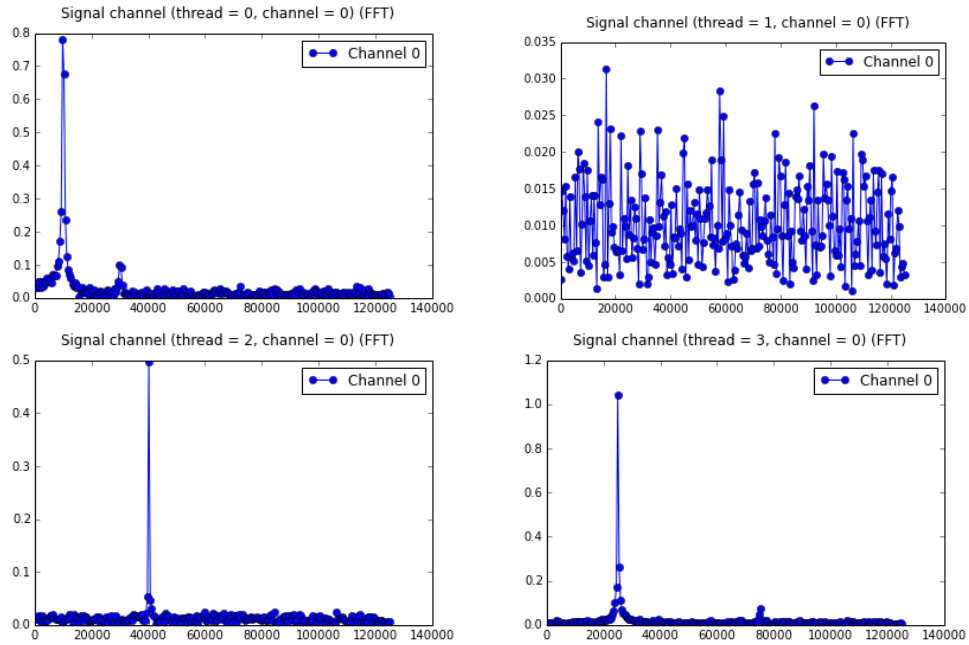 Signal channel (thread = 0, channel = 0) (FFT)
0.8
0.7
0.6
0.5
0.4
0.3
0.2
0.1
0.0
Channel 0
0 20000 40000 60000 80000 100000 120000 140000
Signal channel (thread = 1, channel = 0) (FFT)
0.035
0.030
0.025
0.020
0.015
0.010
0.005
0.000
Channel 0
0 20000 40000 60000 80000 100000 120000 140000
Signal channel (thread = 2, channel = 0) (FFT)
0.5
0.4
0.3
0.2
0.1
0.0
Channel 0
0 20000 40000 60000 80000 100000 120000 140000
Signal channel (thread = 3, channel = 0) (FFT)
1.2
1.0
0.8
0.6
0.4
0.2
0.0
Channel 0
0 20000 40000 60000 80000 100000 120000 140000